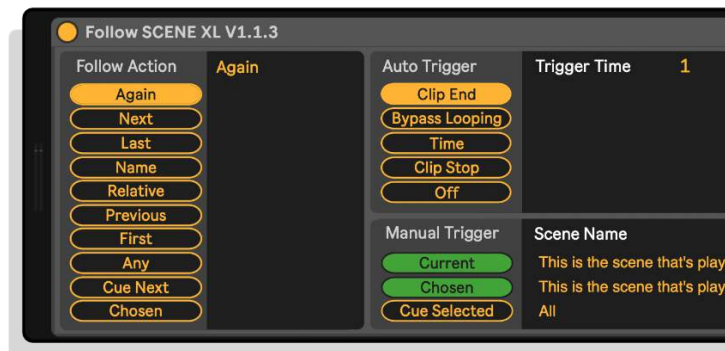 Follow SCENE XL V1.1.3
Follow Action
Again
Again
Next
Last
Name
Relative
Previous
First
Any
Cue Next
Chosen
Auto Trigger
Clip End
Bypass Looping
Time
Clip Stop
Off
Trigger Time
1
Manual Trigger
Current
Chosen
Cue Selected
Scene Name
This is the scene that's play
This is the scene that's play
All